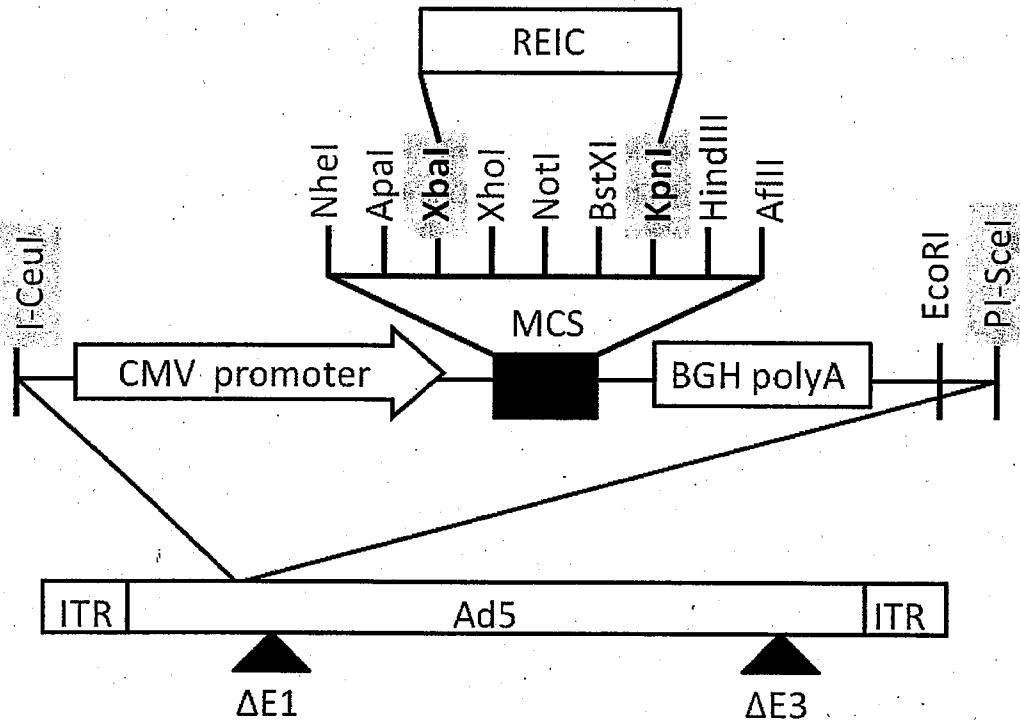 REIC
NheI
ApaI
XbaI
XhoI
NotI
BstXI
KpnI
HindIII
AflII
I-CeuI
EcoRI
PI-SceI
MCS
CMV promoter
BGH polyA
ITR
Ad5
ITR
ΔE1
ΔE3